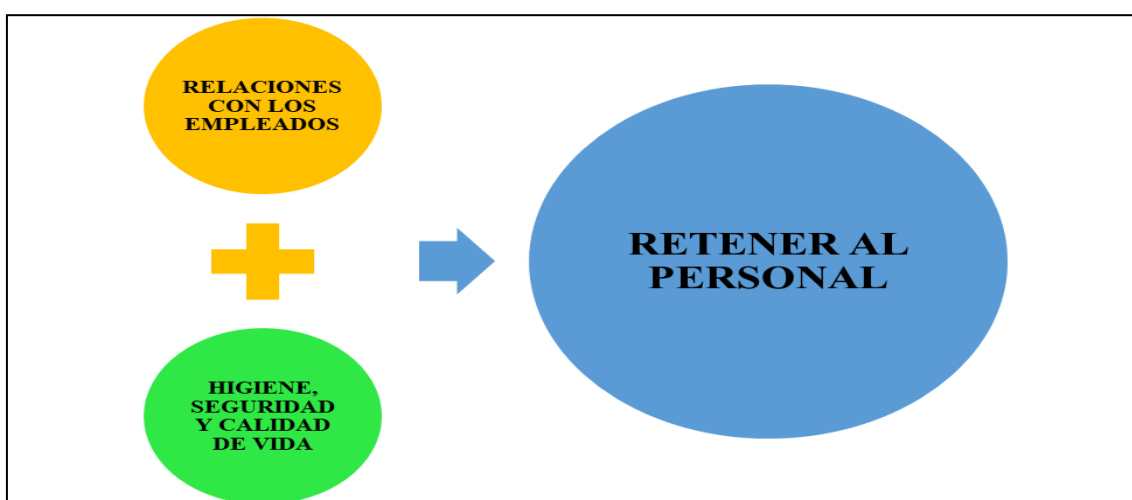 RELACIONES
CON LOS
EMPLEADOS
HIGIENE,
SEGURIDAD
Y CALIDAD
DE VIDA
RETENER AL
PERSONAL